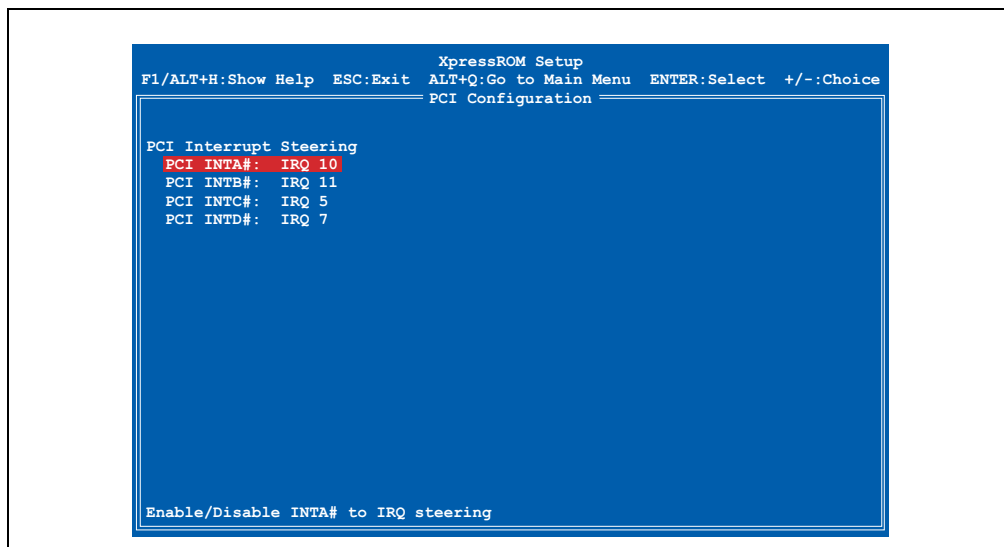 XpressROM Setup
F1/ALT+H:Show Help ESC:Exit ALT+Q:Go to Main Menu ENTER:Select +/-:Choice
PCI Configuration
PCI Interrupt Steering
PCI INTA#: IRQ 10
PCI INTB#: IRQ 11
PCI INTC#: IRQ 5
PCI INTD#: IRQ 7
Enable/Disable INTA# to IRQ steering